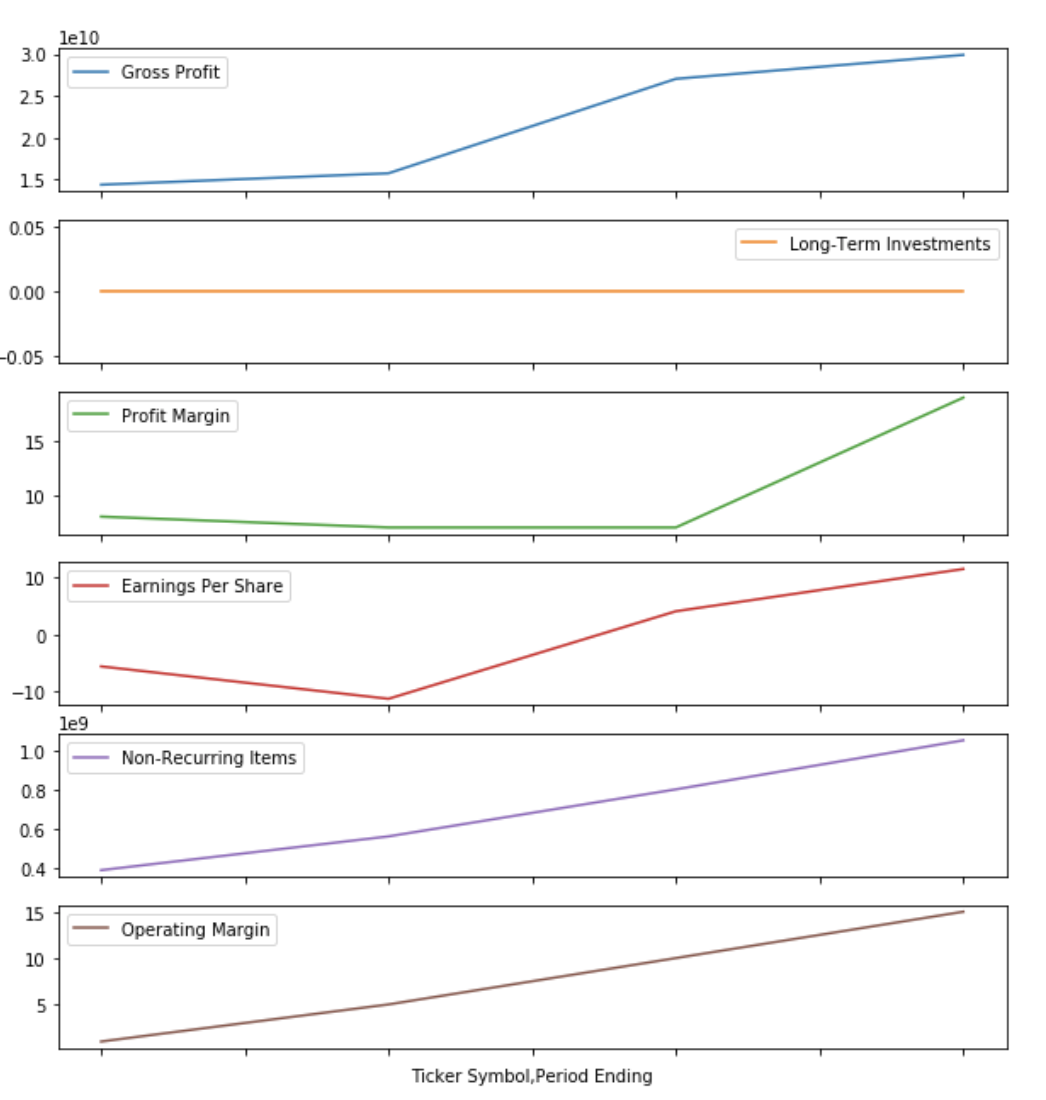 1e10
3.0
Gross Profit
2.5
2.0
1.5
0.05
Long-Term Investments
0.00
−0.05
Profit Margin
15
10
10
Earnings Per Share
0
−10
1e9
1.0
Non-Recurring Items
0.8
0.6
0.4
15
Operating Margin
10
5
Ticker Symbol,Period Ending